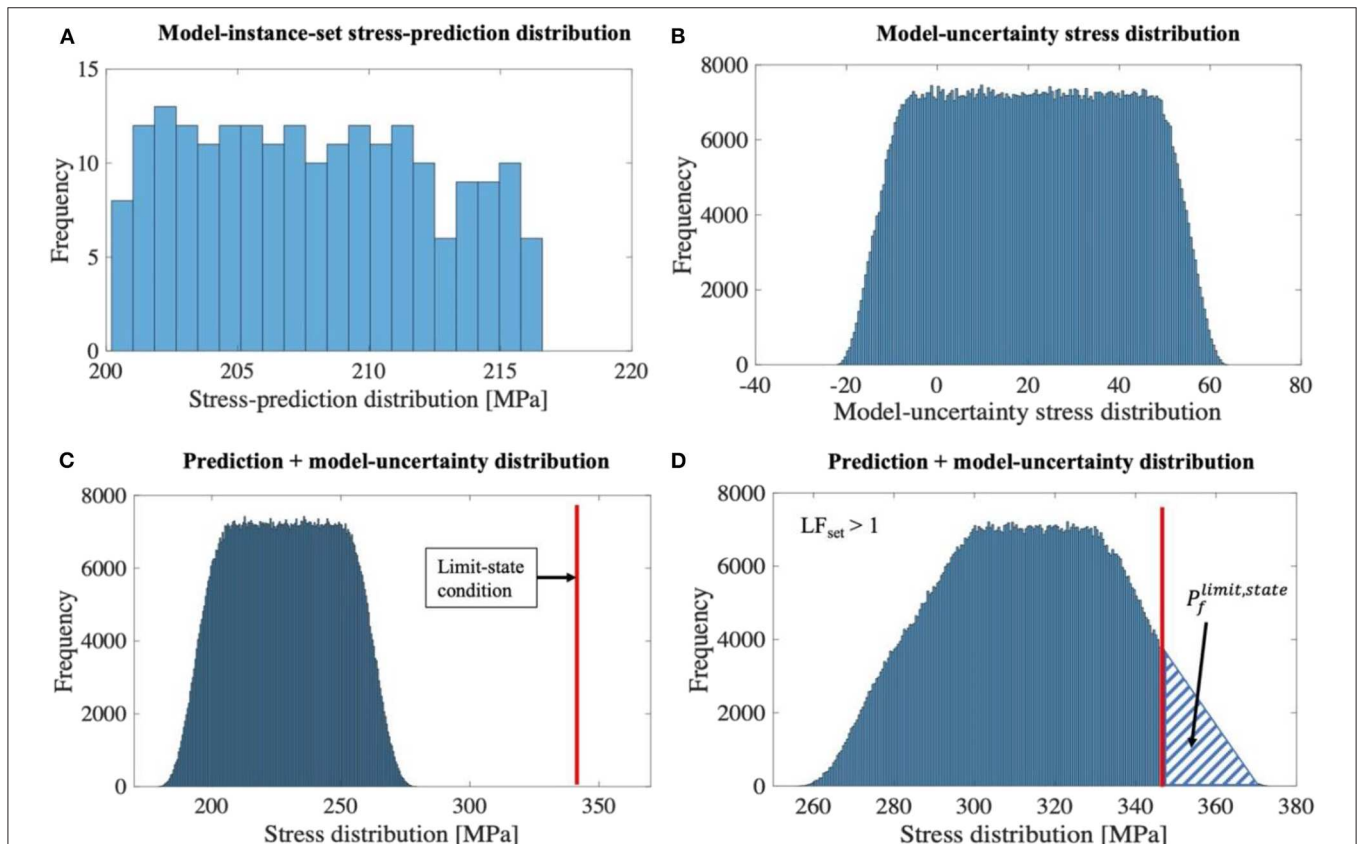 A
Model-instance-set stress-prediction distribution
15
10
5
0
Frequency
200
205
210
215
220
Stress-prediction distribution [MPa]
B
Model-uncertainty stress distribution
8000
6000
4000
2000
0
Frequenecy
-40
-20
0
20
40
60
80
Model-uncertainty stress distribution
C
Prediction + model-uncertainty distribution
8000
6000
4000
2000
0
Frequency
Limit-state
condition
200
250
300
350
Stress distribution [MPa]
D
Prediction + model-uncertainty distribution
8000
6000
4000
2000
0
Frequency
LFset > 1
Pf limit,state
260
280
300
320
340
360
380
Stress distribution [MPa]